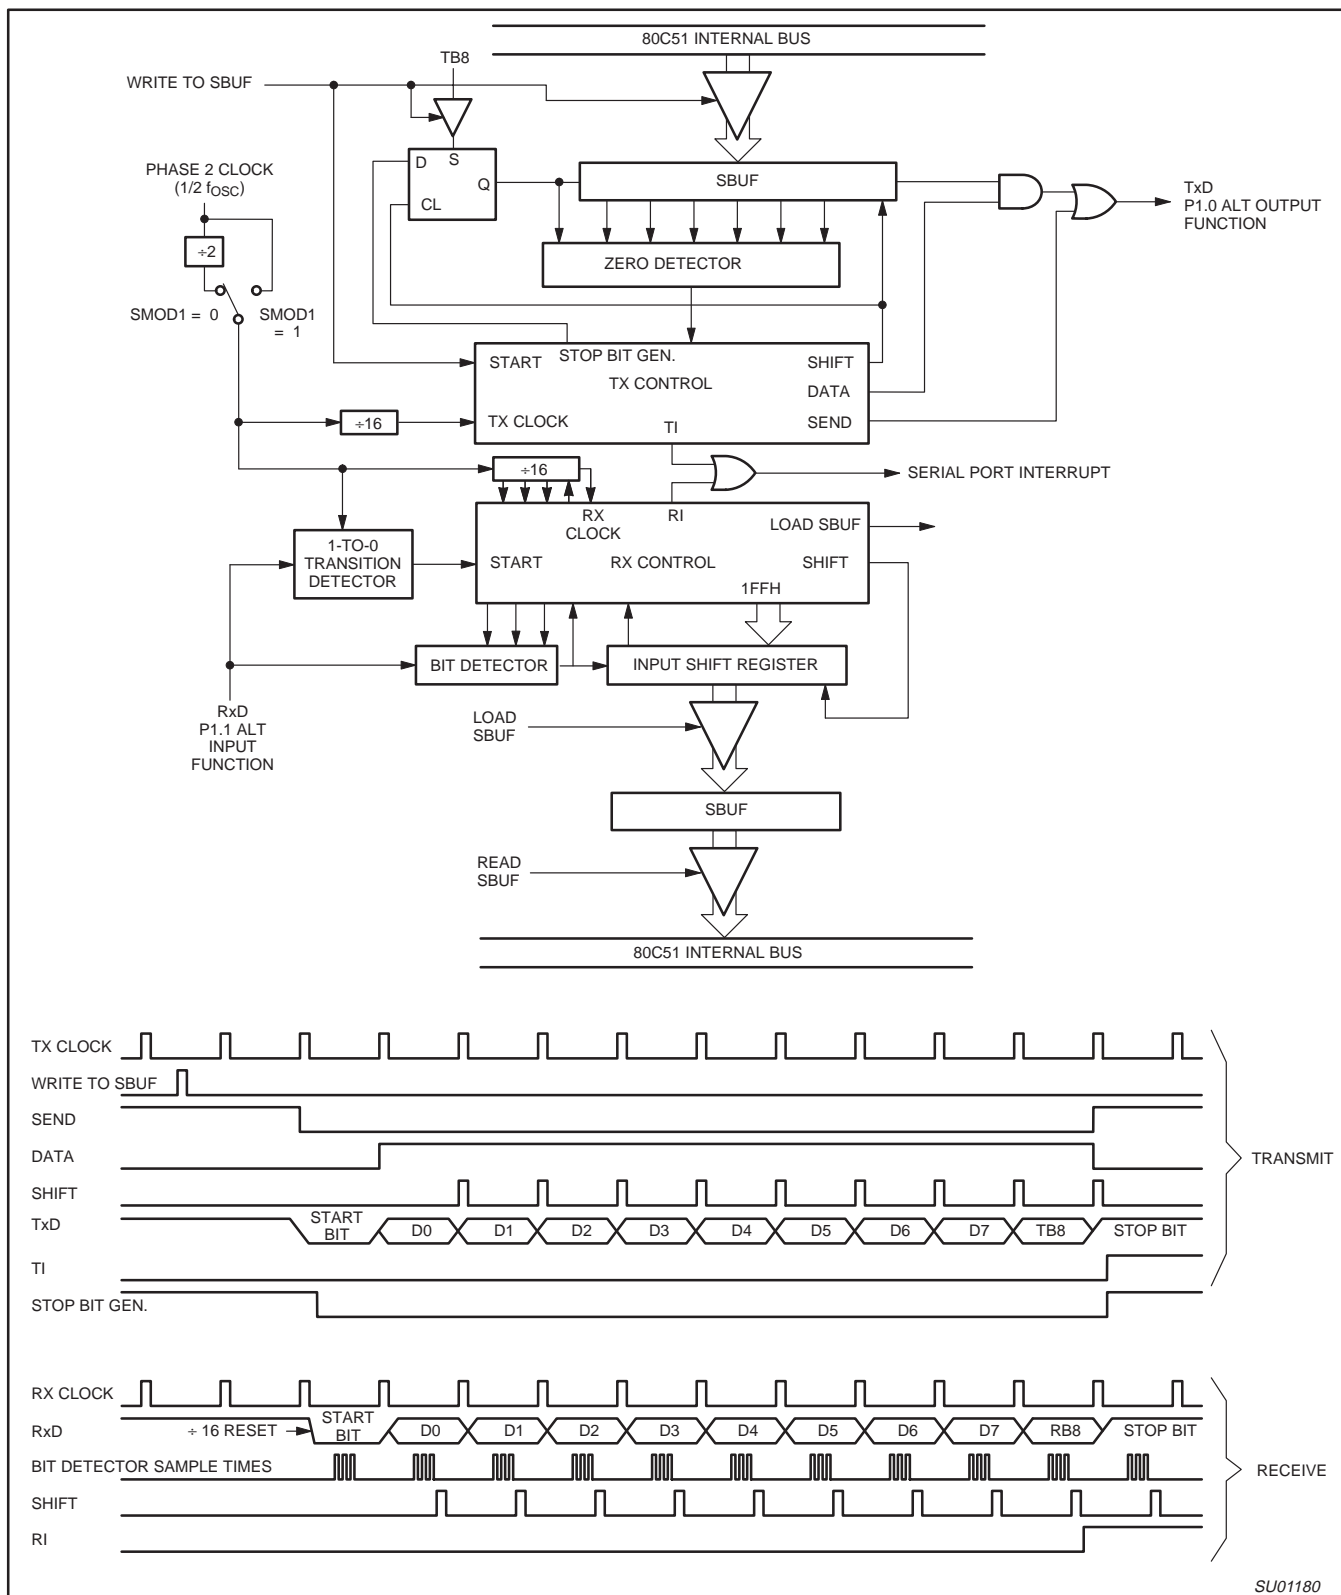 80C51 INTERNAL BUS
TB8
WRITE TO SBUF
D
S
Q
CL
PHASE 2 CLOCK
(1/2 fOSC)
÷2
SMOD1 = 0
SMOD1
= 1
SBUF
ZERO DETECTOR
TxD
P1.0 ALT OUTPUT
FUNCTION
START
STOP BIT GEN.
SHIFT
TX CONTROL
DATA
÷16
TX CLOCK
TI
SEND
÷16
SERIAL PORT INTERRUPT
RX
CLOCK
RI
LOAD SBUF
1-TO-0
TRANSITION
DETECTOR
START
RX CONTROL
SHIFT
1FFH
BIT DETECTOR
INPUT SHIFT REGISTER
RxD
P1.1 ALT
INPUT
FUNCTION
LOAD
SBUF
SBUF
READ
SBUF
80C51 INTERNAL BUS
TX CLOCK
WRITE TO SBUF
SEND
DATA
TRANSMIT
SHIFT
TxD
START
BIT
D0
D1
D2
D3
D4
D5
D6
D7
TB8
STOP BIT
TI
STOP BIT GEN.
RX CLOCK
RxD
÷ 16 RESET
START
BIT
D0
D1
D2
D3
D4
D5
D6
D7
RB8
STOP BIT
BIT DETECTOR SAMPLE TIMES
RECEIVE
SHIFT
RI
SU01180